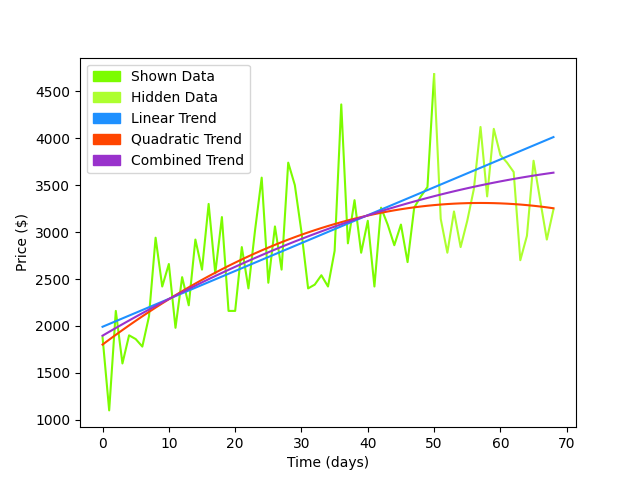 Shown Data
Hidden Data
Linear Trend
Quadratic Trend
Combined Trend
4500
4000
3500
3000
2500
2000
1500
1000
Price ($)
0 10 20 30 40 50 60 70
Time (days)